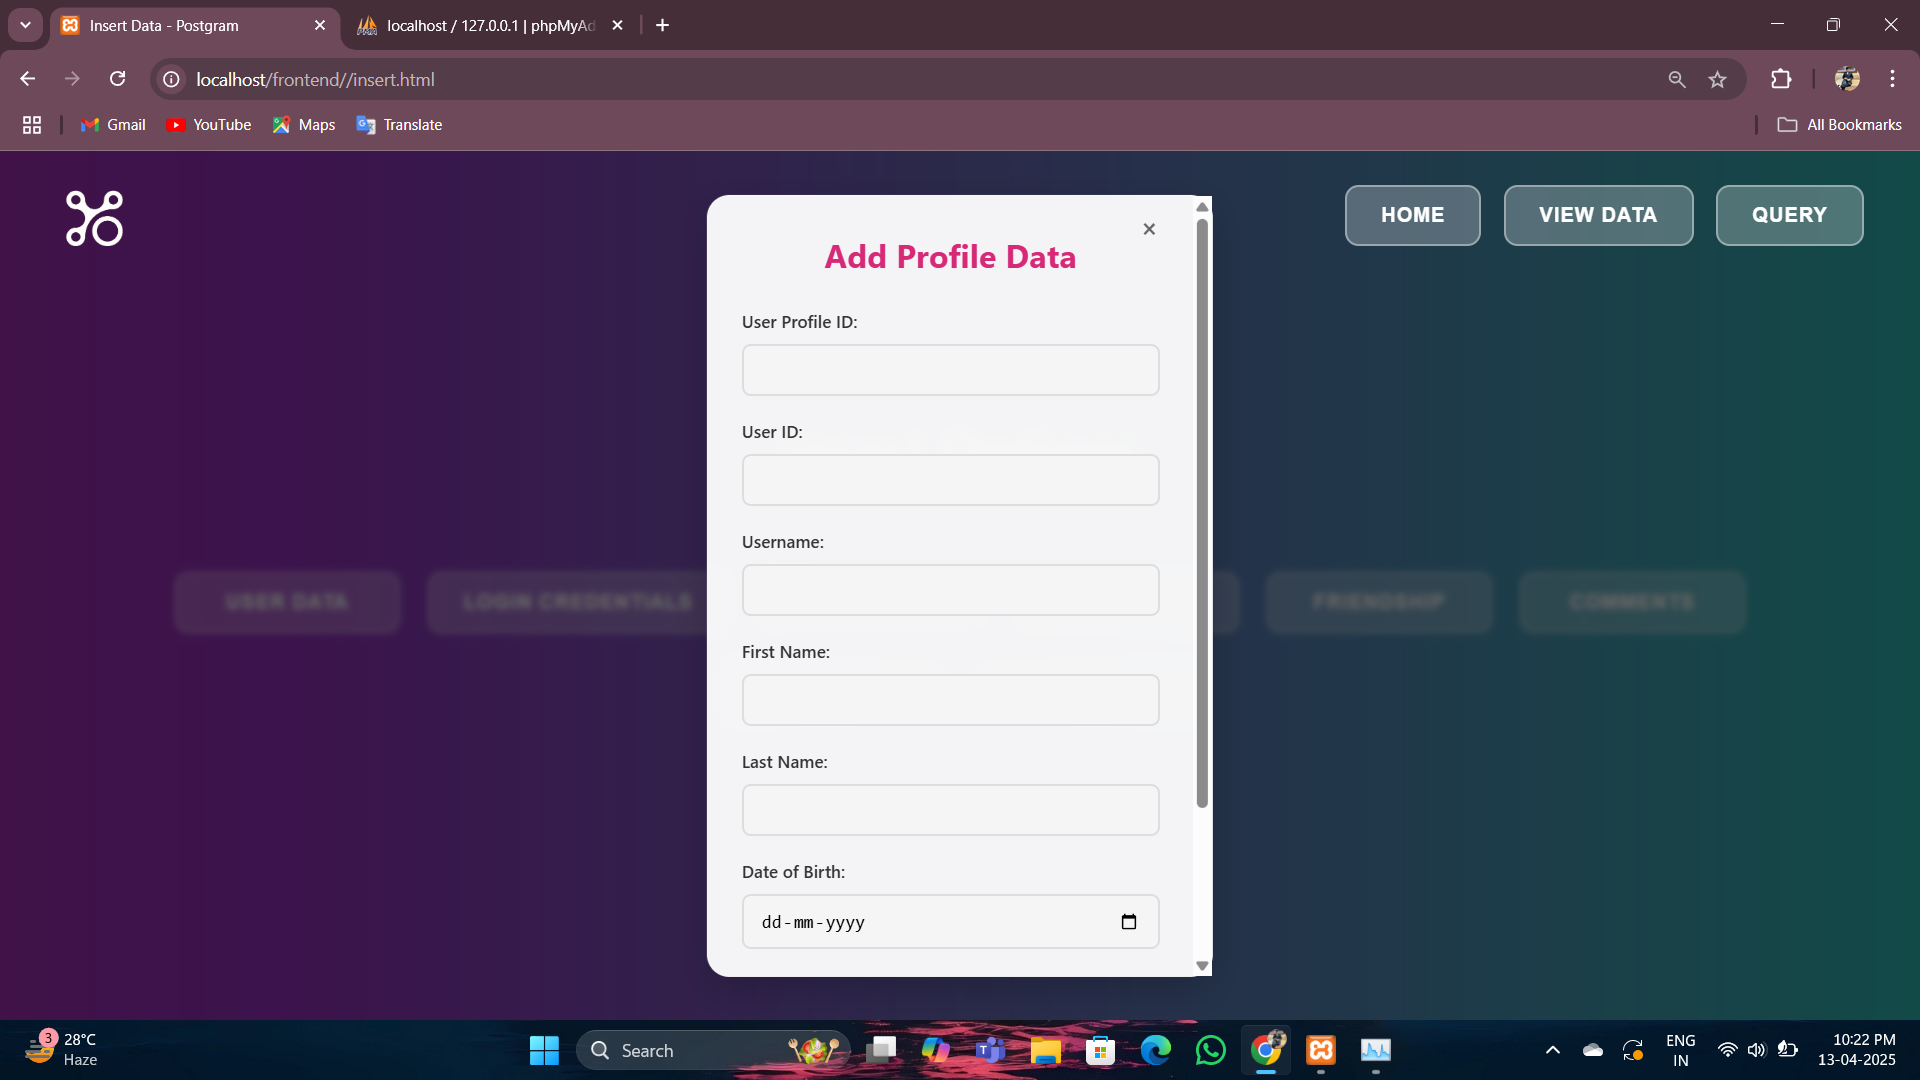 Insert Data - Postgram
localhost / 127.0.0.1 | phpMyAd
localhost/frontend//insert.html
Gmail YouTube Maps Translate All Bookmarks
HOME VIEW DATA QUERY
Add Profile Data
User Profile ID:
User ID:
Username:
USER DATA LOGIN CREDENTIALS FRIENDSHIP COMMENTS
First Name:
Last Name:
Date of Birth:
dd-mm-yyyy
3 28°C
Haze
Search
ENG
IN
10:22 PM
13-04-2025